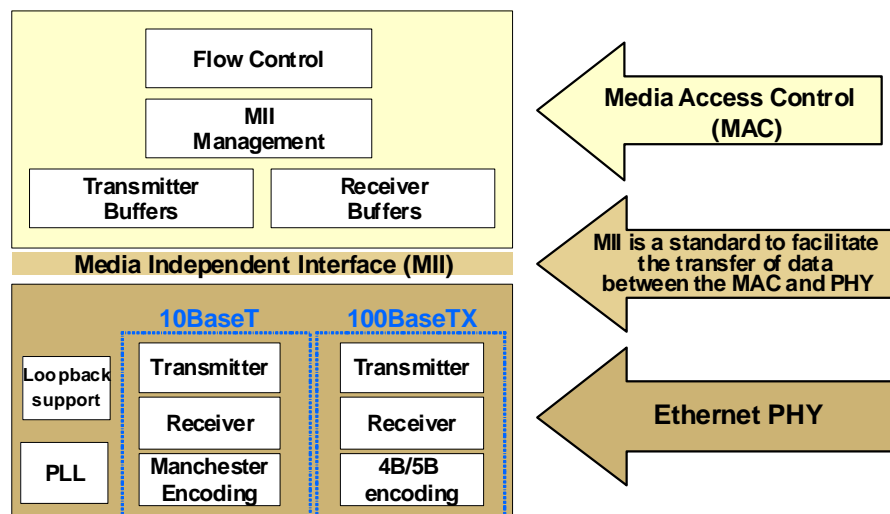 Flow Control
MII
Management
Transmitter
Buffers
Receiver
Buffers
Media Independent Interface (MII)
10BaseT
100BaseTX
Loopback
support
PLL
Transmitter
Receiver
Manchester
Encoding
Transmitter
Receiver
4B/5B
encoding
Media Access Control
(MAC)
MII is a standard to facilitate
the transfer of data
between the MAC and PHY
Ethernet PHY